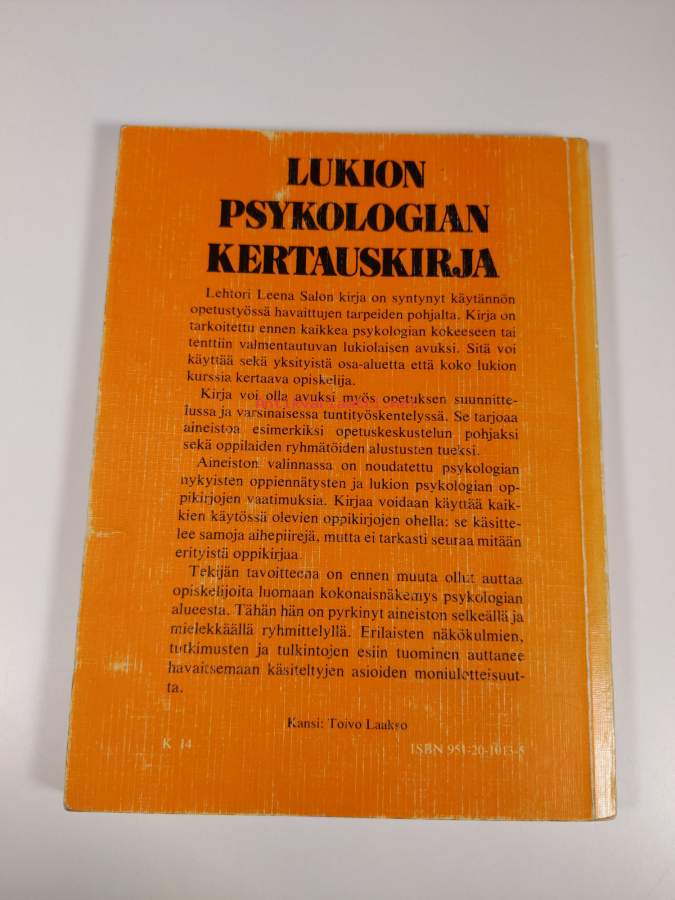 LUKION
PSYKOLOGIAN
KERTAUSKIRJA
Lehtori Leena Salon kirja on syntynyt käytännön
opetustyössä havaittujen tarpeiden pohjalta. Kirja on
tarkoitettu ennen kaikkea psykologian kokeeseen tai
tenttiin valmentautuvan lukiolaisen avuksi. Sitä voi
käyttää sekä yksityistä osa-aluetta että koko lukion
kurssia kertaava opiskelija.
Kirja voi olla avuksi myös opetuksen suunnitte-
lussa ja varsinaisessa tuntityöskentelyssä. Se tarjoaa
aineistoa esimerkiksi opetuskeskustelun pohjaksi
sekä oppilaiden ryhmätöiden alustusten tueksi.
Aineiston valinnassa on noudatettu psykologian
nykyisten oppiennätysten ja lukion psykologian op-
pikirjojen vaatimuksia. Kirjaa voidaan käyttää kaik-
kien käytössä olevien oppikirjojen ohella: se käsitte-
lee samoja aihepiirejä, mutta ei tarkasti seuraa mitään
erityistä oppikirjaa.
Tekijän tavoitteena on ennen muuta ollut auttaa
opiskelijoita luomaan kokonaisnäkemys psykologian
alueesta. Tähän hän on pyrkinyt aineiston selkeällä ja
mielekkäällä ryhmittelyllä. Erilaisten näkökulmien,
tutkimusten ja tulkintojen esiin tuominen auttanee
havaitsemaan käsiteltyjen asioiden moniulotteisuut-
ta.
Kansi: Toivo Laakso
K 14
ISBN 951-20-1013-5